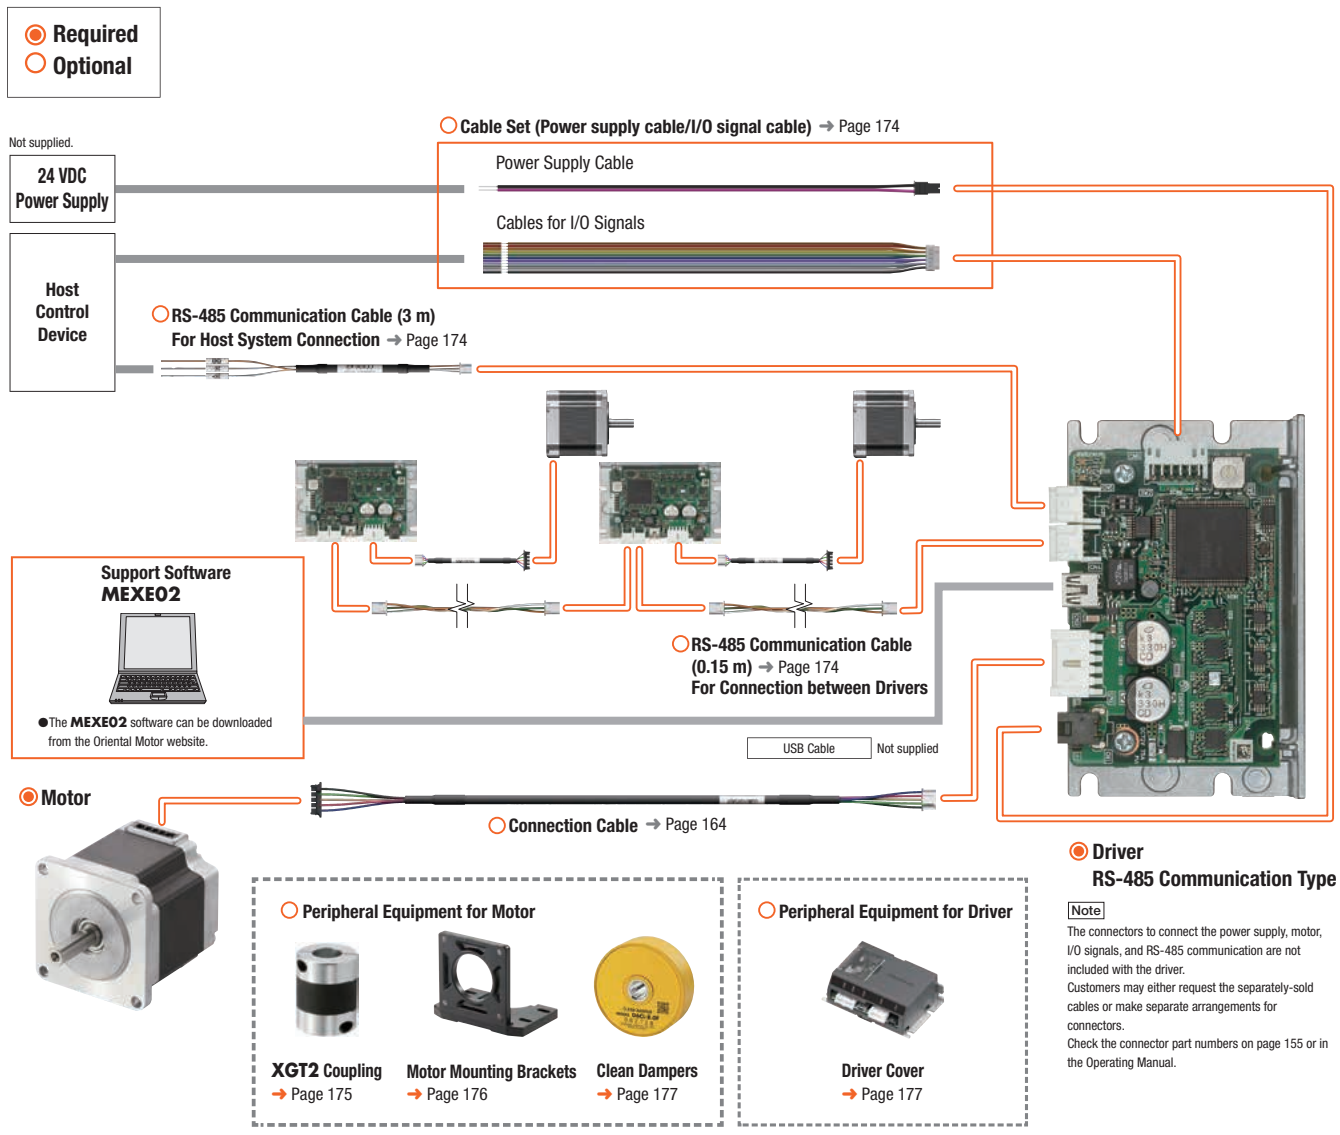 Required
Optional
Not supplied.
24 VDC
Power Supply
Cable Set (Power supply cable/I/O signal cable) → Page 174
Power Supply Cable
Cables for I/O Signals
Host
Control
Device
RS-485 Communication Cable (3 m)
For Host System Connection → Page 174
Support Software
MEXE02
●The MEXE02 software can be downloaded
from the Oriental Motor website.
RS-485 Communication Cable
(0.15 m) → Page 174
For Connection between Drivers
USB Cable
Not supplied
Motor
Connection Cable → Page 164
Driver
RS-485 Communication Type
Note
The connectors to connect the power supply, motor,
I/O signals, and RS-485 communication are not
included with the driver.
Customers may either request the separately-sold
cables or make separate arrangements for
connectors.
Check the connector part numbers on page 155 or in
the Operating Manual.
Peripheral Equipment for Motor
XGT2 Coupling
→ Page 175
Motor Mounting Brackets
→ Page 176
Clean Dampers
→ Page 177
Peripheral Equipment for Driver
Driver Cover
→ Page 177